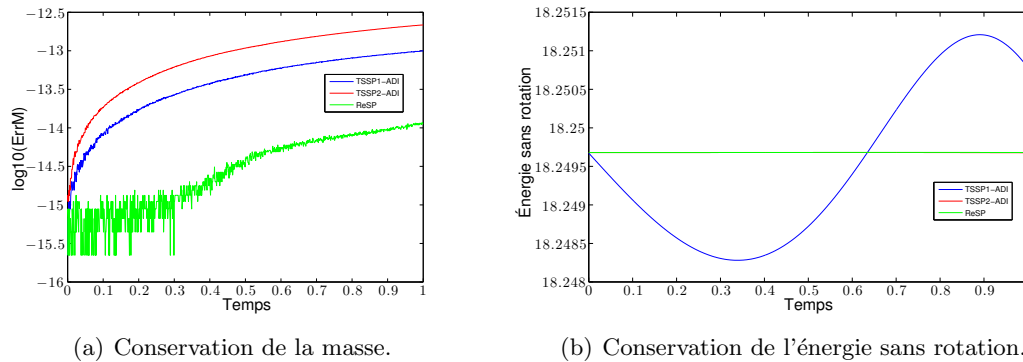 −12.5
−13
−13.5
−14
−14.5
−15
−15.5
−16
log10(ErrM)
TSSP1−ADI
TSSP2−ADI
ReSP
0 0.1 0.2 0.3 0.4 0.5 0.6 0.7 0.8 0.9 1
Temps
(a) Conservation de la masse.
18.2515
18.251
18.2505
18.25
18.2495
18.249
18.2485
18.248
Énergie sans rotation
TSSP1−ADI
TSSP2−ADI
ReSP
0 0.1 0.2 0.3 0.4 0.5 0.6 0.7 0.8 0.9
Temps
(b) Conservation de l'énergie sans rotation.